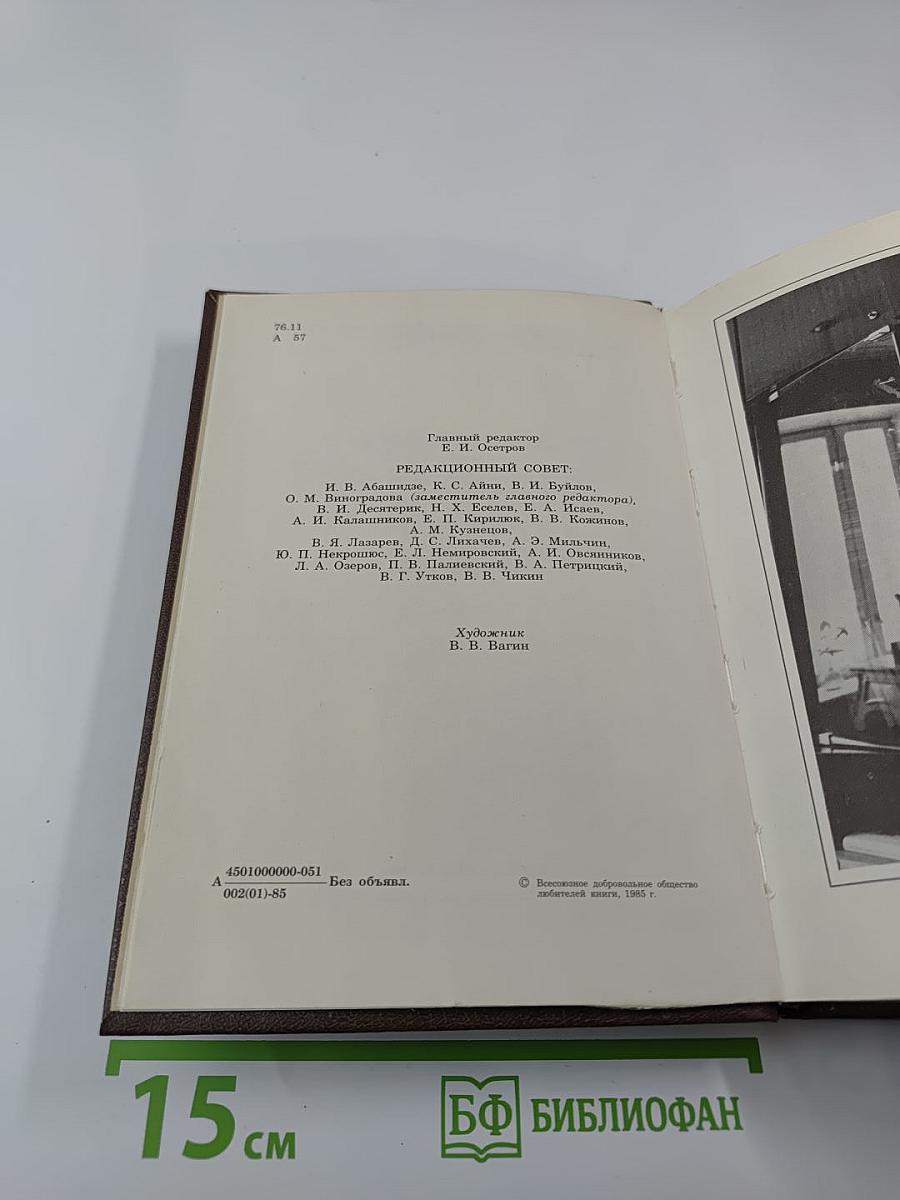 76.11
А 57
Главный редактор
Е. И. Осетров
РЕДАКЦИОННЫЙ СОВЕТ:
И. В. Абашидзе, К. С. Айни, В. И. Буйлов,
О. М. Виноградова (заместитель главного редактора),
В. И. Десятерик, Н. Х. Еселев, Е. А. Исаев,
А. И. Калашников, Е. П. Кирилюк, В. В. Кожинов,
А. М. Кузнецов,
В. Я. Лазарев, Д. С. Лихачев, А. Э. Мильчин,
Ю. П. Некрошюс, Е. Л. Немировский, А. И. Овсянников,
Л. А. Озеров, П. В. Палиевский, В. А. Петрицкий,
В. Г. Утков, В. В. Чикин
Художник
В. В. Вагин
А 4501000000-051 Без объявл.
002(01)-85
© Всесоюзное добровольное общество
любителей книги, 1985 г.
15 см
БФ БИБЛИОФАН